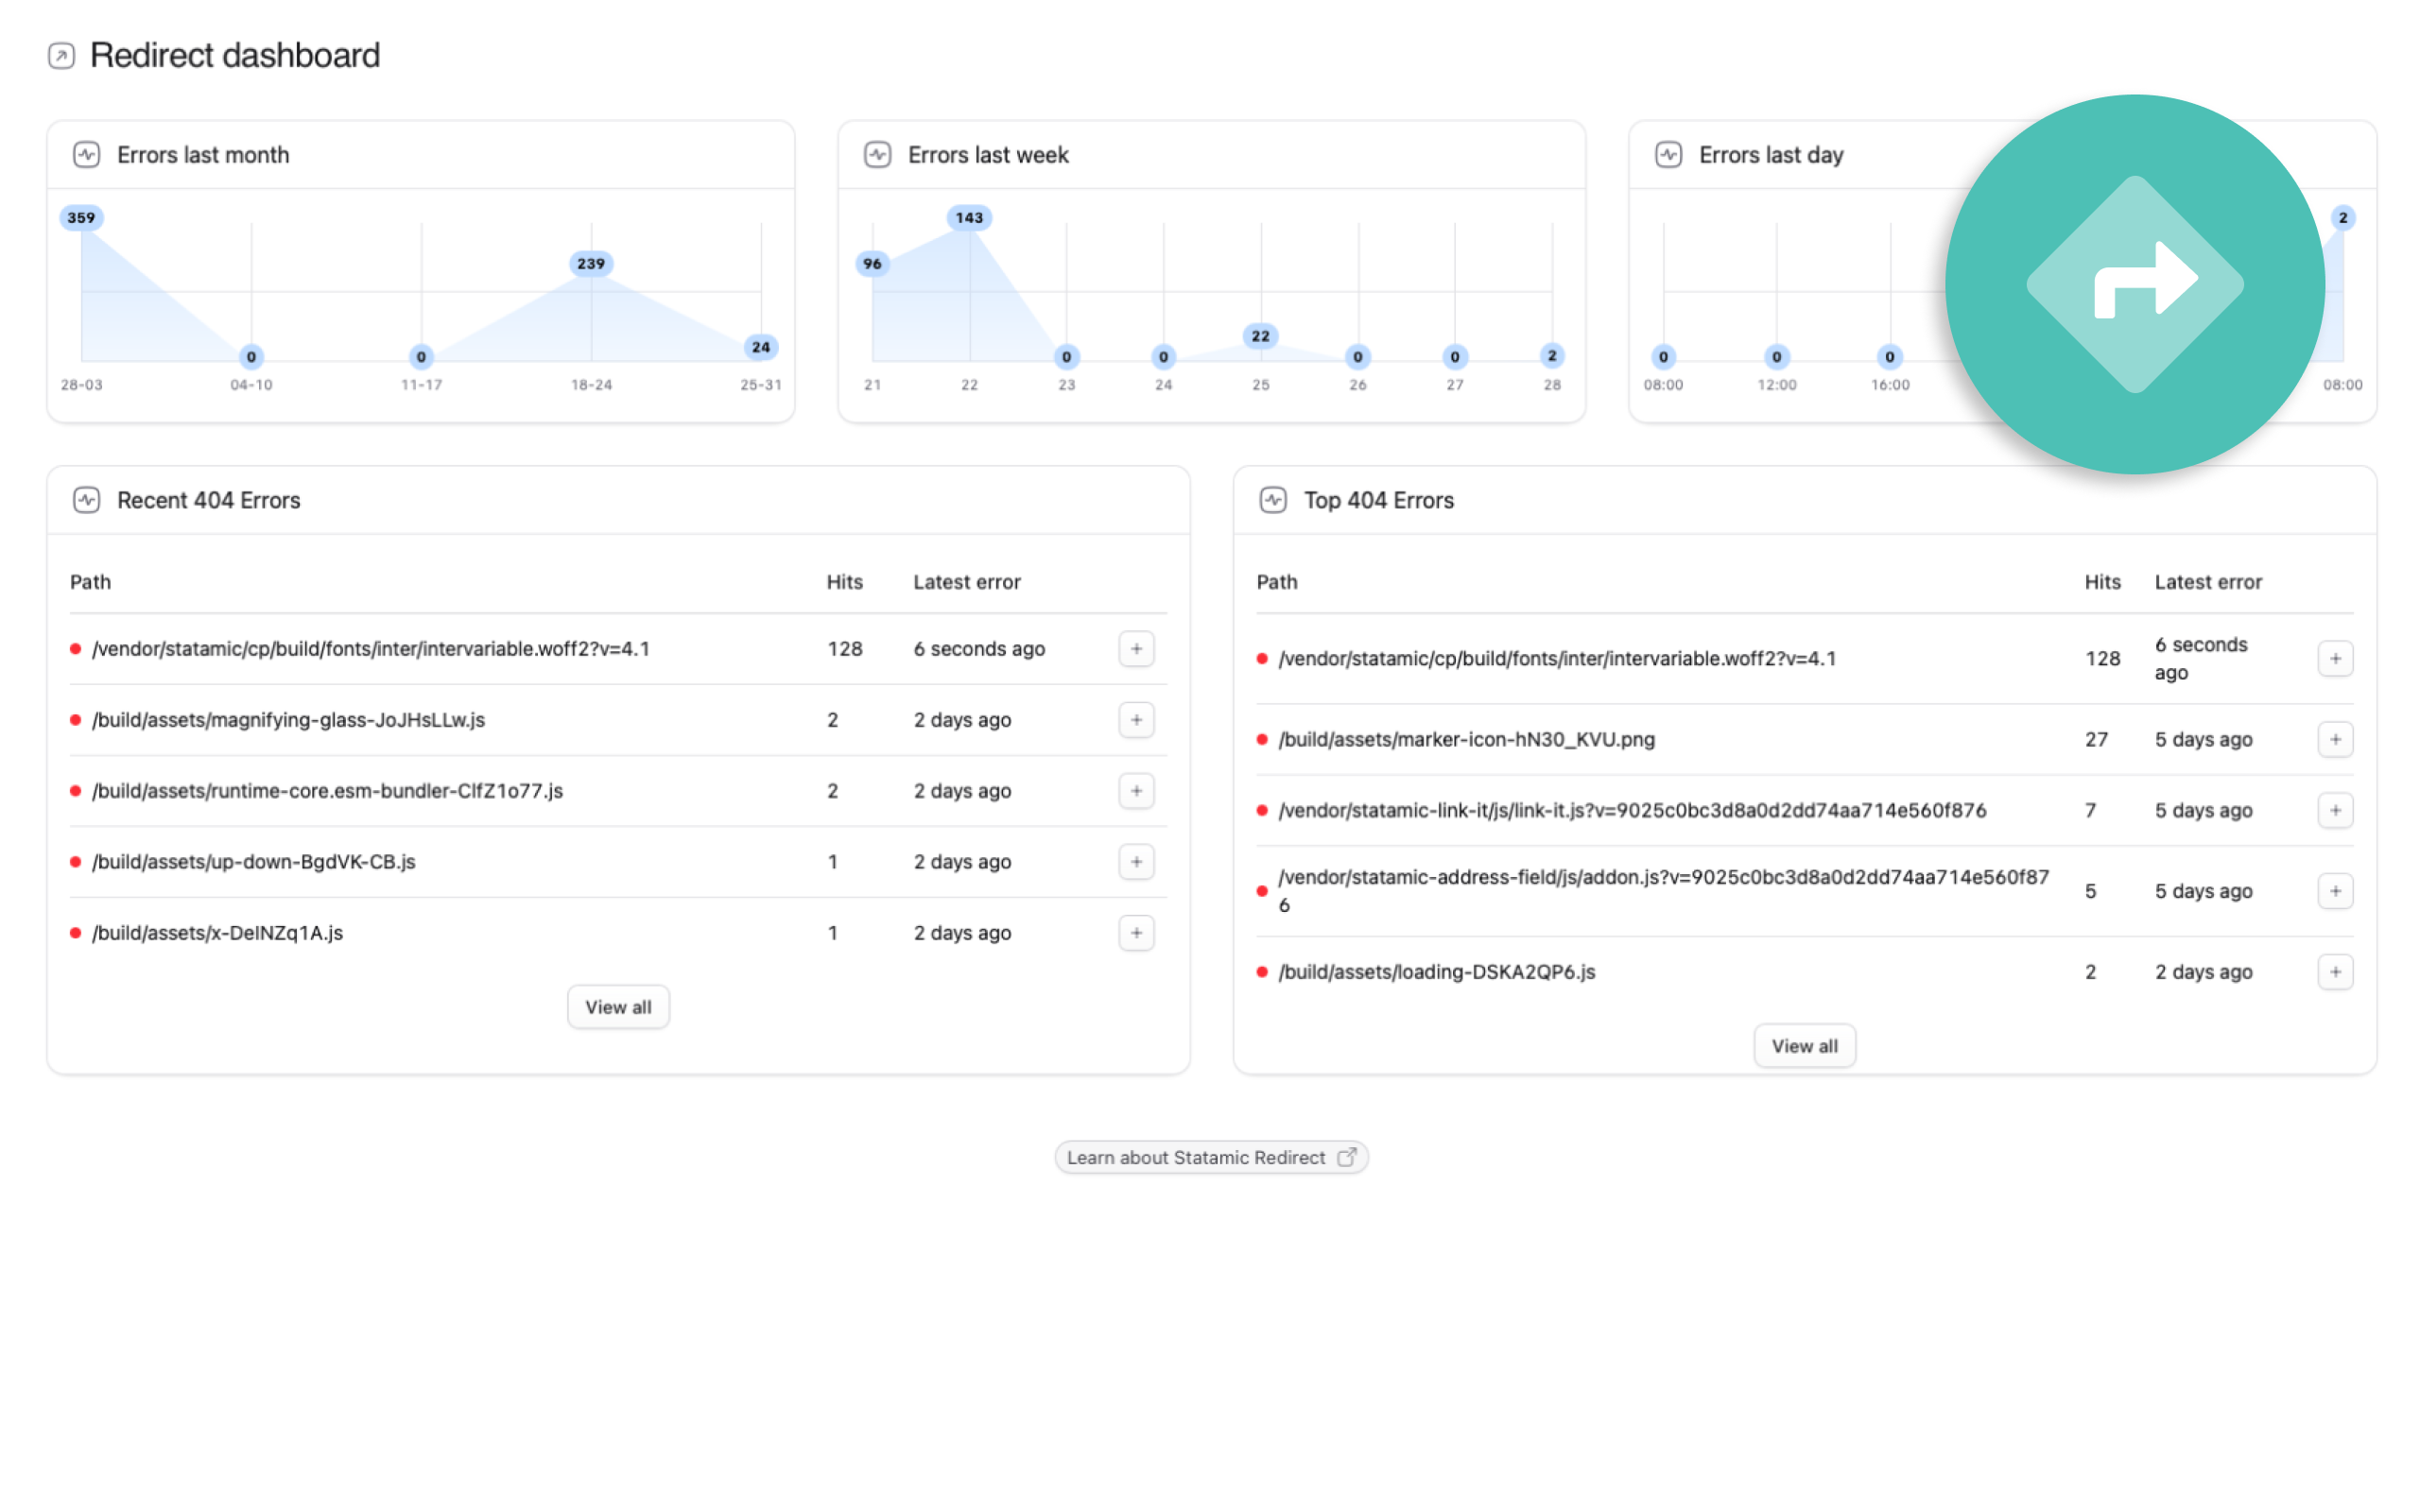 Redirect dashboard
Errors last month
359
239
24
0
0
28-03
04-10
11-17
18-24
25-31
Errors last week
143
96
22
0
0
0
0
2
21
22
23
24
25
26
27
28
Errors last day
2
0
0
0
08:00
12:00
16:00
08:00
Recent 404 Errors
Path Hits Latest error
/vendor/statamic/cp/build/fonts/inter/intervariable.woff2?v=4.1 128 6 seconds ago +
/build/assets/magnifying-glass-JoJHsLLw.js 2 2 days ago +
/build/assets/runtime-core.esm-bundler-ClfZ1o77.js 2 2 days ago +
/build/assets/up-down-BgdVK-CB.js 1 2 days ago +
/build/assets/x-DelNZq1A.js 1 2 days ago +
View all
Top 404 Errors
Path Hits Latest error
/vendor/statamic/cp/build/fonts/inter/intervariable.woff2?v=4.1 128 6 seconds
ago +
/build/assets/marker-icon-hN30_KVU.png 27 5 days ago +
/vendor/statamic-link-it/js/link-it.js?v=9025c0bc3d8a0d2dd74aa714e560f876 7 5 days ago +
/vendor/statamic-address-field/js/addon.js?v=9025c0bc3d8a0d2dd74aa714e560f87
6 5 5 days ago +
/build/assets/loading-DSKA2QP6.js 2 2 days ago +
View all
Learn about Statamic Redirect